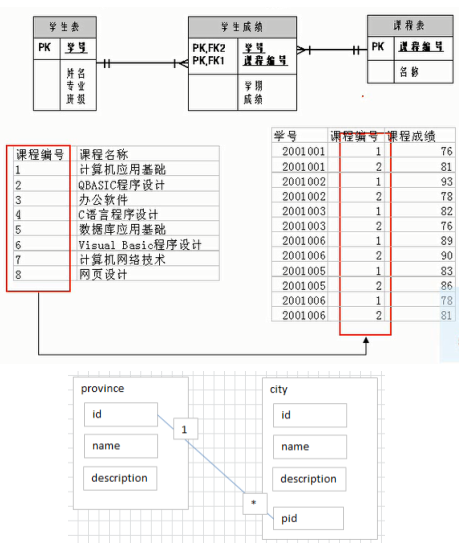 学生表
PK 学号
姓名
专业
班级
学生成绩
PK,FK2 学号
PK,FK1 课程编号
学期
成绩
课程表
PK 课程编号
名称
课程编号 课程名称
1 计算机应用基础
2 QBASIC程序设计
3 办公软件
4 C语言程序设计
5 数据库应用基础
6 Visual Basic程序设计
7 计算机网络技术
8 网页设计
学号 课程编号 课程成绩
2001001 1 76
2001001 2 81
2001002 1 93
2001002 2 78
2001003 1 82
2001003 2 76
2001006 1 89
2001006 2 90
2001005 1 83
2001005 2 86
2001006 1 78
2001006 2 81
province
id
name
description
1
*
city
id
name
description
pid